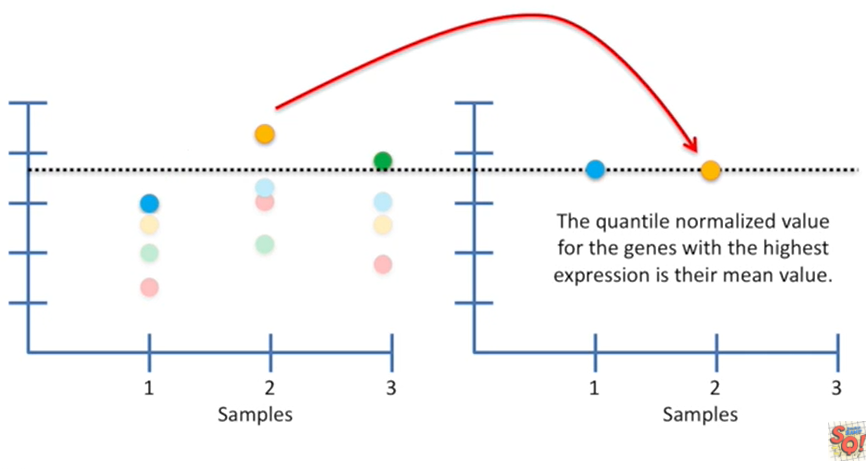 The quantile normalized value
for the genes with the highest
expression is their mean value.
1 2 3
Samples
1 2 3
Samples
SQ!